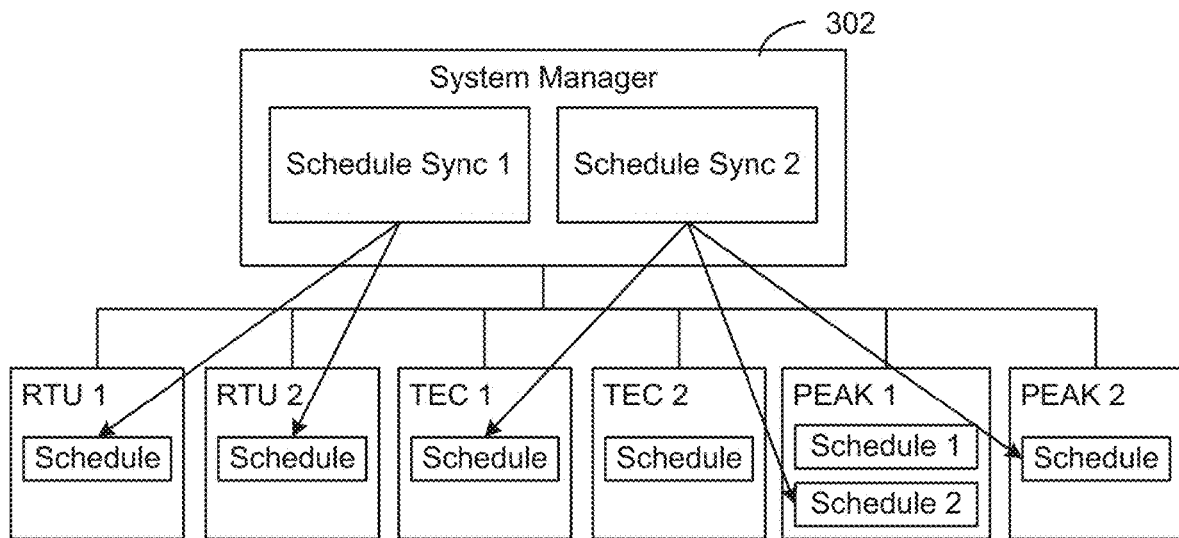 302
System Manager
Schedule Sync 1
Schedule Sync 2
RTU 1
RTU 2
TEC 1
TEC 2
PEAK 1
PEAK 2
Schedule
Schedule
Schedule
Schedule
Schedule 1
Schedule
Schedule 2